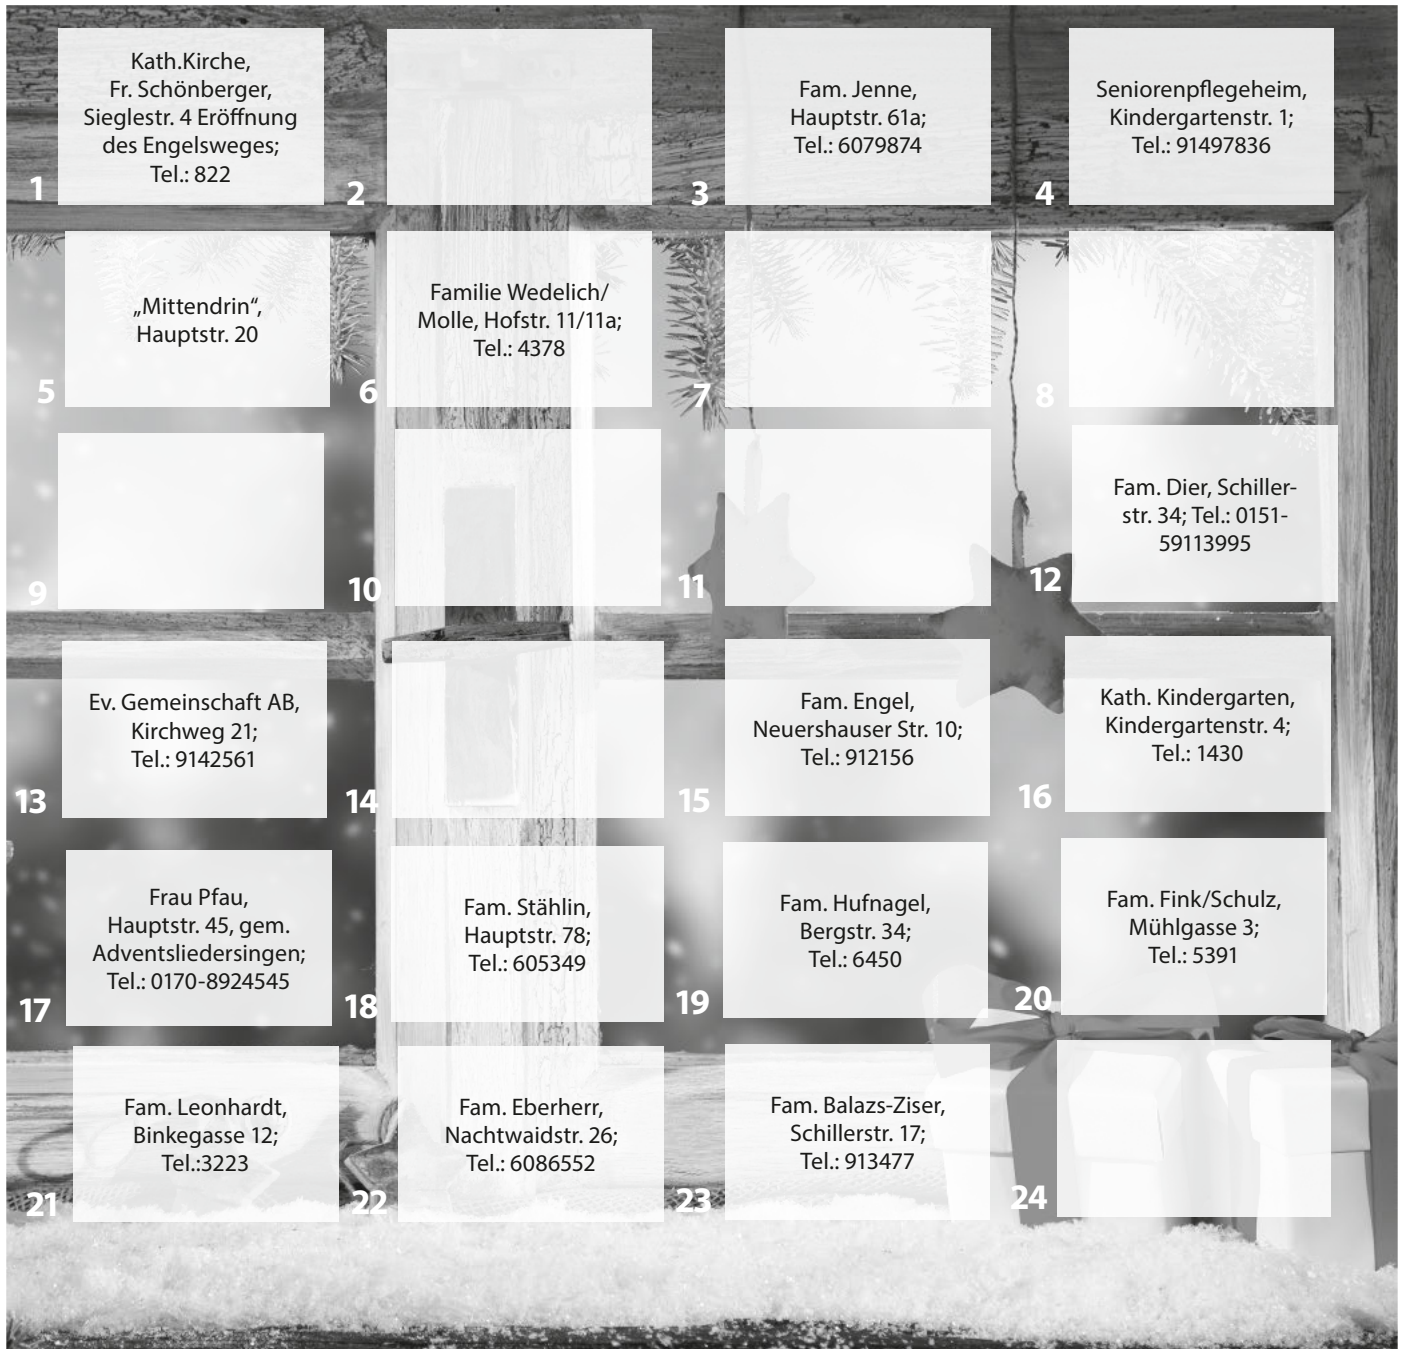 Kath.Kirche,
Fr. Schönberger,
Sieglestr. 4 Eröffnung
des Engelsweges;
Tel.: 822
1
2
Fam. Jenne,
Hauptstr. 61a;
Tel.: 6079874
3
Seniorenpflegeheim,
Kindergartenstr. 1;
Tel.: 91497836
4
„Mittendrin“,
Hauptstr. 20
5
Familie Wedelich/
Molle, Hofstr. 11/11a;
Tel.: 4378
6
7
8
9
10
11
Fam. Dier, Schiller-
str. 34; Tel.: 0151-
59113995
12
Ev. Gemeinschaft AB,
Kirchweg 21;
Tel.: 9142561
13
14
Fam. Engel,
Neuershauser Str. 10;
Tel.: 912156
15
Kath. Kindergarten,
Kindergartenstr. 4;
Tel.: 1430
16
Frau Pfau,
Hauptstr. 45, gem.
Adventsliedersingen;
Tel.: 0170-8924545
17
Fam. Stählin,
Hauptstr. 78;
Tel.: 605349
18
Fam. Hufnagel,
Bergstr. 34;
Tel.: 6450
19
Fam. Fink/Schulz,
Mühlgasse 3;
Tel.: 5391
20
Fam. Leonhardt,
Binkegasse 12;
Tel.:3223
21
Fam. Eberherr,
Nachtwaidstr. 26;
Tel.: 6086552
22
Fam. Balazs-Ziser,
Schillerstr. 17;
Tel.: 913477
23
24